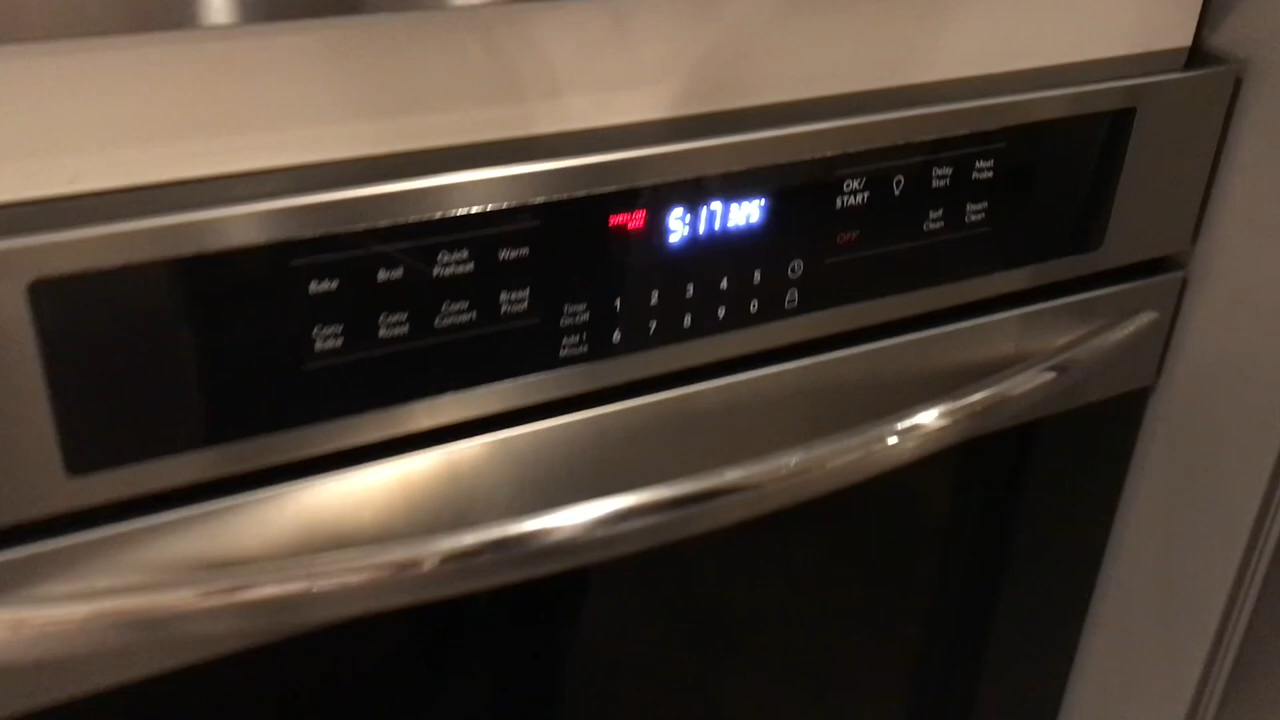 5:17 325°
OK/
START
Delay
Start
Meat
Probe
OFF
Self
Clean
Steam
Clean
Bake
Broil
Quick
Preheat
Warm
Conv
Bake
Conv
Roast
Conv
Convert
Bread
Proof
Timer
On/Off
Add 1
Minute
1 2 3 4 5
6 7 8 9 0